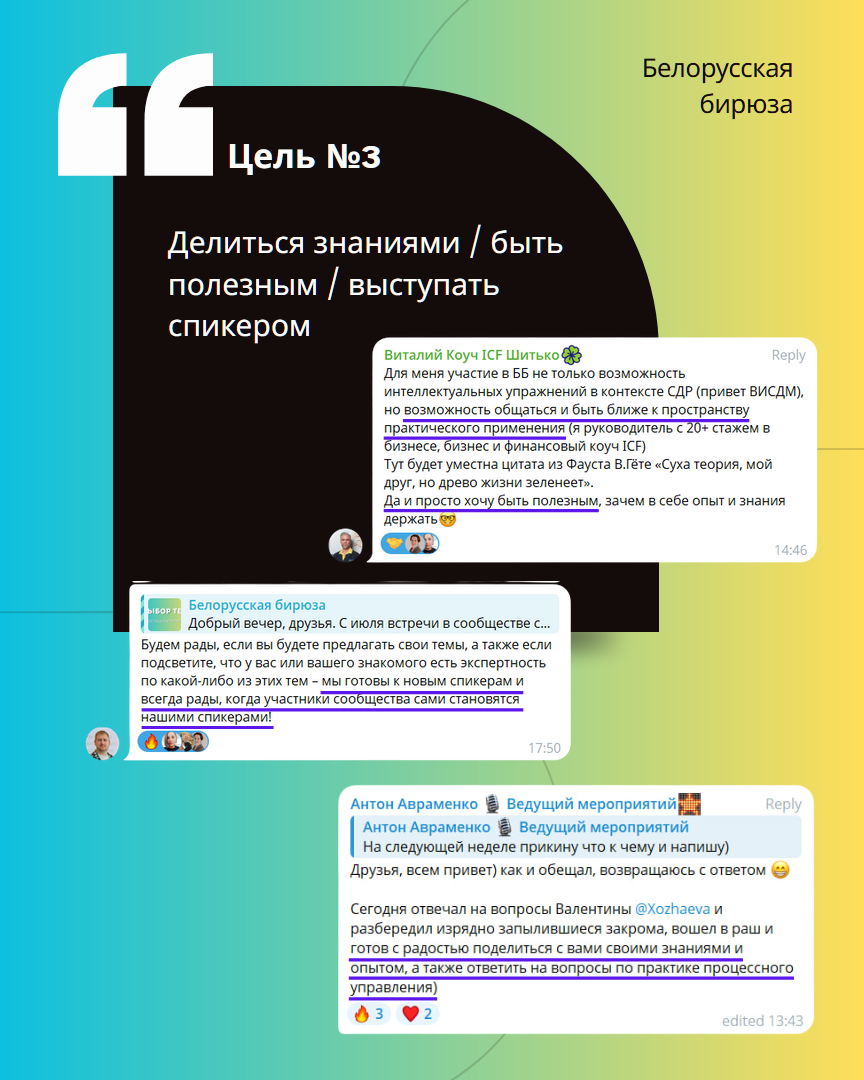 Белорусская
бирюза
Цель №3
Делиться знаниями / быть
полезным / выступать
спикером
Виталий Коуч ICF Шитько Reply
Для меня участие в ББ не только возможность
интеллектуальных упражнений в контексте СДР (привет ВИСДМ),
но возможность общаться и быть ближе к пространству
практического применения (я руководитель с 20+ стажем в
бизнесе, бизнес и финансовый коуч ICF)
Тут будет уместна цитата из Фауста В.Гёте «Суха теория, мой
друг, но древо жизни зеленеет».
Да и просто хочу быть полезным, зачем в себе опыт и знания
держать🤓
14:46
ЫБОР ТЕ
Белорусская бирюза
Добрый вечер, друзья. С июля встречи в сообществе с...
Будем рады, если вы будете предлагать свои темы, а также если
подсветите, что у вас или вашего знакомого есть экспертность
по какой-либо из этих тем – мы готовы к новым спикерам и
всегда рады, когда участники сообщества сами становятся
нашими спикерами!
17:50
Антон Авраменко 🎙 Ведущий мероприятий Reply
Антон Авраменко 🎙 Ведущий мероприятий
На следующей неделе прикину что к чему и напишу)
Друзья, всем привет) как и обещал, возвращаюсь с ответом 😁
Сегодня отвечал на вопросы Валентины @Xozhaeva и
разбередил изрядно запылившиеся закрома, вошел в раш и
готов с радостью поделиться с вами своими знаниями и
опытом, а также ответить на вопросы по практике процессного
управления)
🔥 3 ❤ 2
edited 13:43